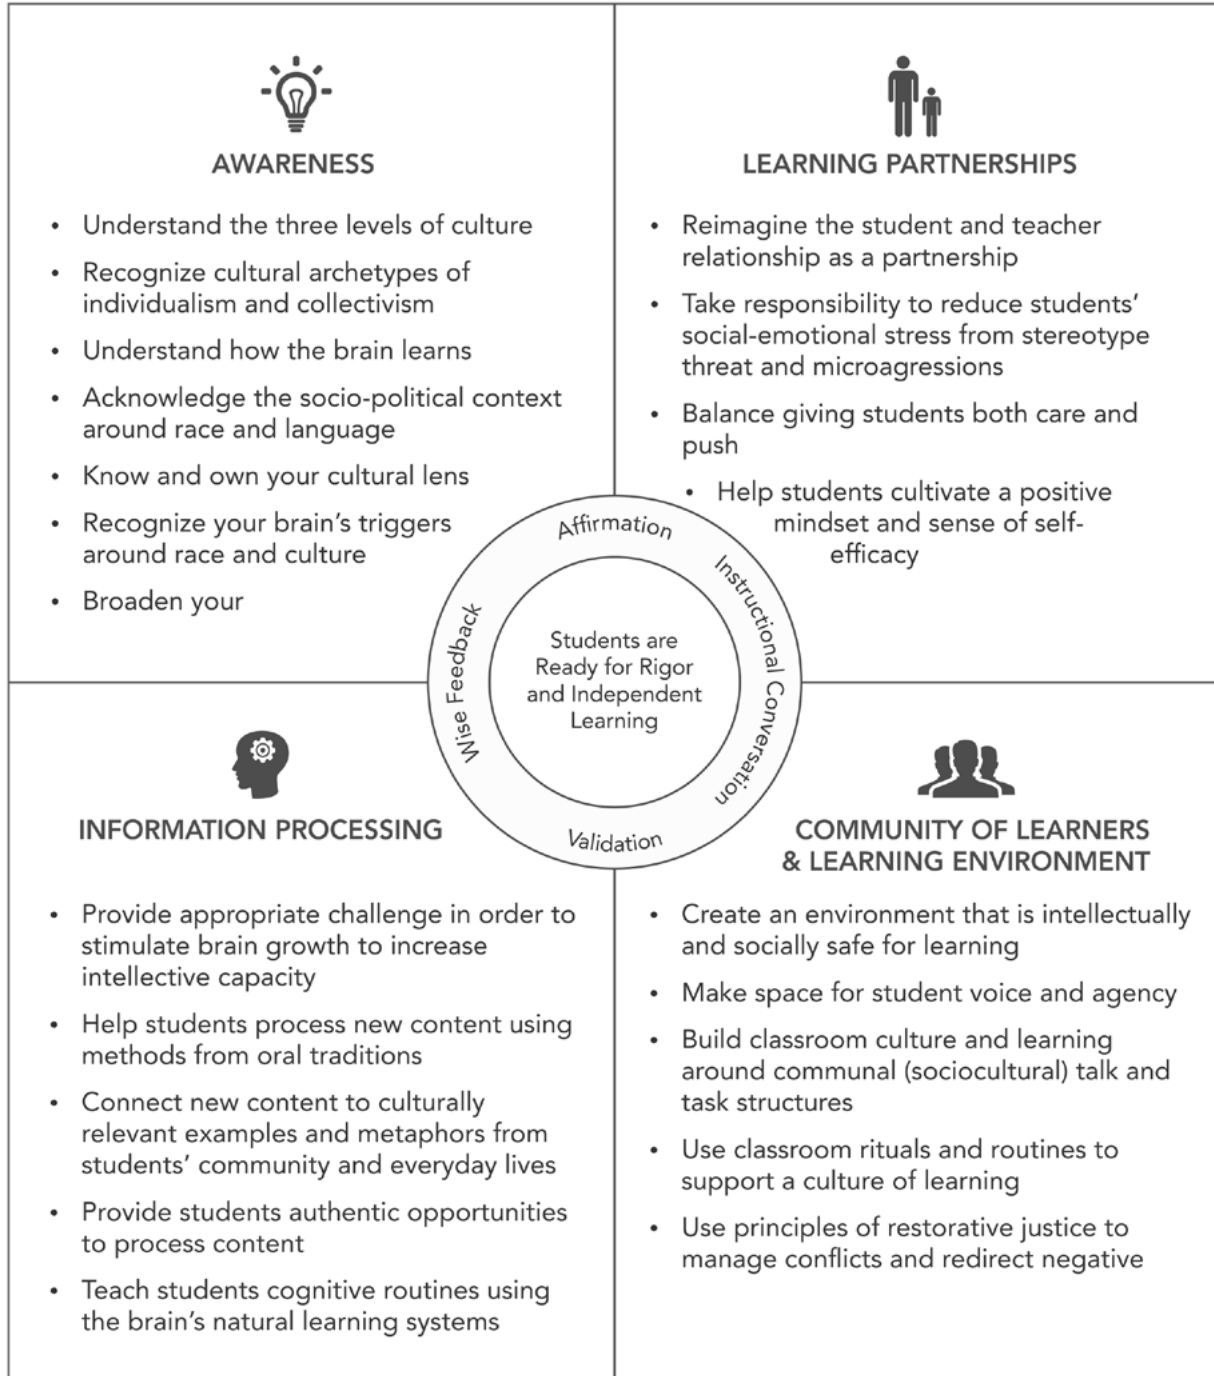 AWARENESS
• Understand the three levels of culture
• Recognize cultural archetypes of
individualism and collectivism
• Understand how the brain learns
• Acknowledge the socio-political context
around race and language
• Know and own your cultural lens
• Recognize your brain's triggers
around race and culture
• Broaden your
LEARNING PARTNERSHIPS
• Reimagine the student and teacher
relationship as a partnership
• Take responsibility to reduce students'
social-emotional stress from stereotype
threat and microagressions
• Balance giving students both care and
push
• Help students cultivate a positive
mindset and sense of self-
efficacy
Affirmation
Instructional Conversation
Validation
Wise Feedback
Students are
Ready for Rigor
and Independent
Learning
INFORMATION PROCESSING
• Provide appropriate challenge in order to
stimulate brain growth to increase
intellective capacity
• Help students process new content using
methods from oral traditions
• Connect new content to culturally
relevant examples and metaphors from
students' community and everyday lives
• Provide students authentic opportunities
to process content
• Teach students cognitive routines using
the brain's natural learning systems
COMMUNITY OF LEARNERS
& LEARNING ENVIRONMENT
• Create an environment that is intellectually
and socially safe for learning
• Make space for student voice and agency
• Build classroom culture and learning
around communal (sociocultural) talk and
task structures
• Use classroom rituals and routines to
support a culture of learning
• Use principles of restorative justice to
manage conflicts and redirect negative